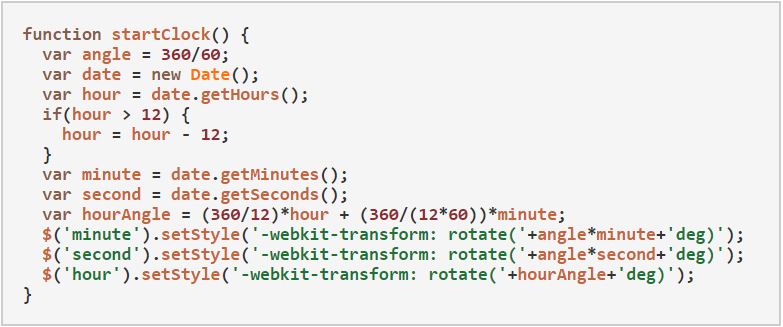 function startClock() {
  var angle = 360/60;
  var date = new Date();
  var hour = date.getHours();
  if(hour > 12) {
    hour = hour - 12;
  }
  var minute = date.getMinutes();
  var second = date.getSeconds();
  var hourAngle = (360/12)*hour + (360/(12*60))*minute;
  $('minute').setStyle('-webkit-transform: rotate('+angle*minute+'deg)');
  $('second').setStyle('-webkit-transform: rotate('+angle*second+'deg)');
  $('hour').setStyle('-webkit-transform: rotate('+hourAngle+'deg)');
}